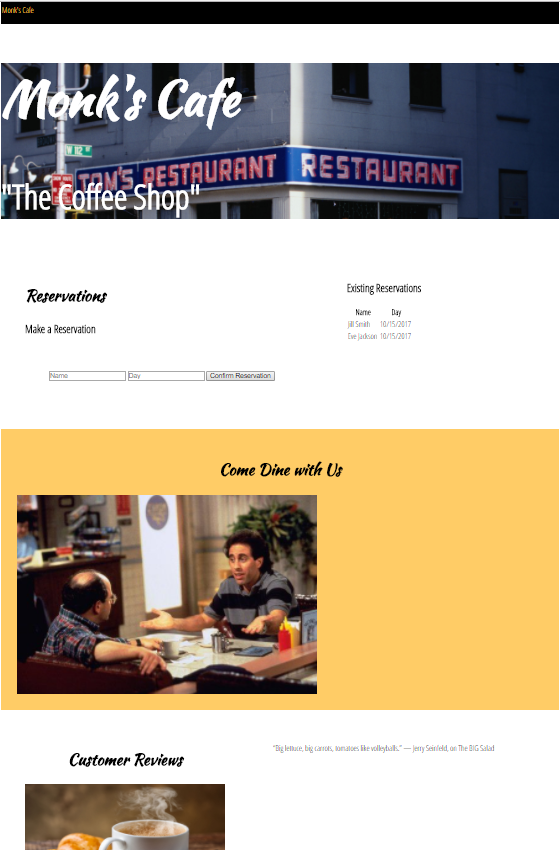 Monk's Cafe
Monk's Cafe
W 112 ST
TOM'S RESTAURANT RESTAURANT
"The Coffee Shop"
Reservations
Make a Reservation
Name Day Confirm Reservation
Existing Reservations
Name Day
Jill Smith 10/15/2017
Eve Jackson 10/15/2017
Come Dine with Us
Customer Reviews
"Big lettuce, big carrots, tomatoes like volleyballs." — Jerry Seinfeld, on The BIG Salad